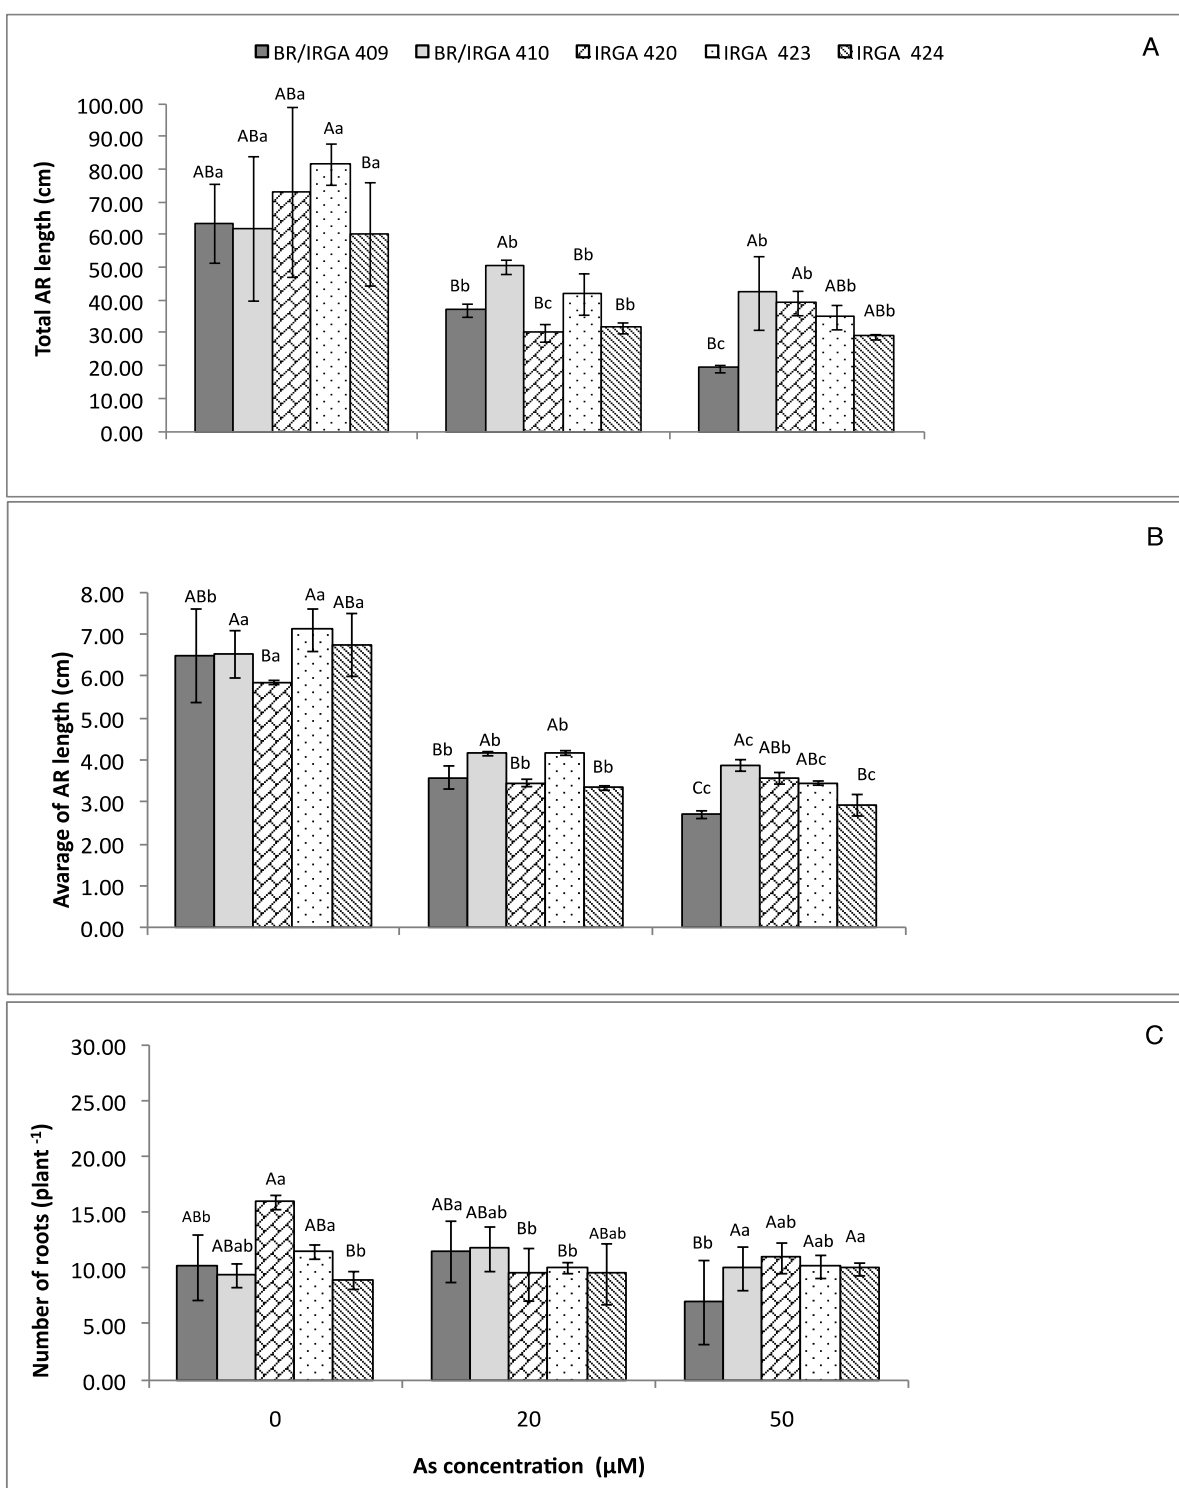 BR/IRGA 409 BR/IRGA 410 IRGA 420 IRGA 423 IRGA 424
A
Total AR length (cm)
100.00
90.00
80.00
70.00
60.00
50.00
40.00
30.00
20.00
10.00
0.00
ABa ABa ABa Aa Ba
Bb Ab Bc Bb Bb
Bc Ab Ab ABb ABb
B
Avarage of AR length (cm)
8.00
7.00
6.00
5.00
4.00
3.00
2.00
1.00
0.00
ABb Aa Ba Aa ABa
Bb Ab Bb Ab Bb
Cc Ac ABb ABc Bc
C
Number of roots (plant -1)
30.00
25.00
20.00
15.00
10.00
5.00
0.00
ABb ABab Aa ABa Bb
ABa ABab Bb Bb ABab
Bb Aa Aab Aab Aa
0 20 50
As concentration (μM)